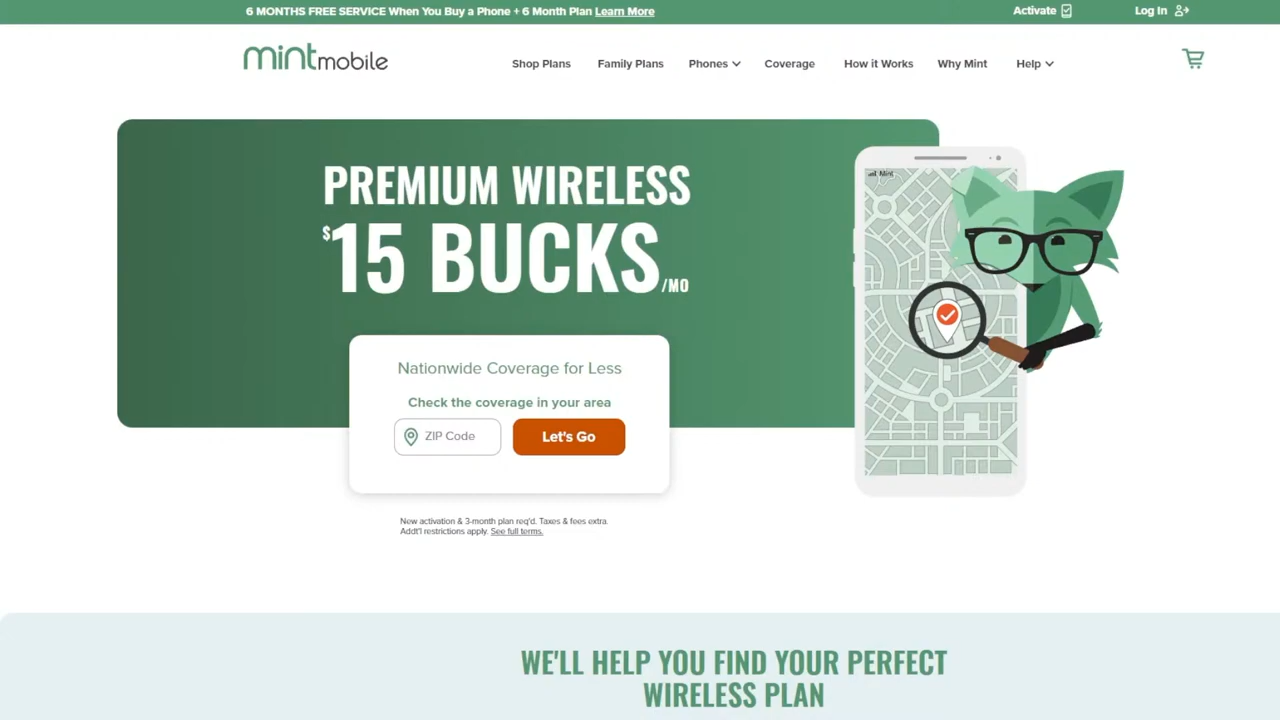 6 MONTHS FREE SERVICE When You Buy a Phone + 6 Month Plan Learn More
Activate
Log In
mintmobile
Shop Plans
Family Plans
Phones
Coverage
How it Works
Why Mint
Help
PREMIUM WIRELESS
$15 BUCKS/MO
Mint
Nationwide Coverage for Less
Check the coverage in your area
ZIP Code
Let's Go
New activation & 3-month plan req'd. Taxes & fees extra.
Addt'l restrictions apply. See full terms.
WE'LL HELP YOU FIND YOUR PERFECT
WIRELESS PLAN